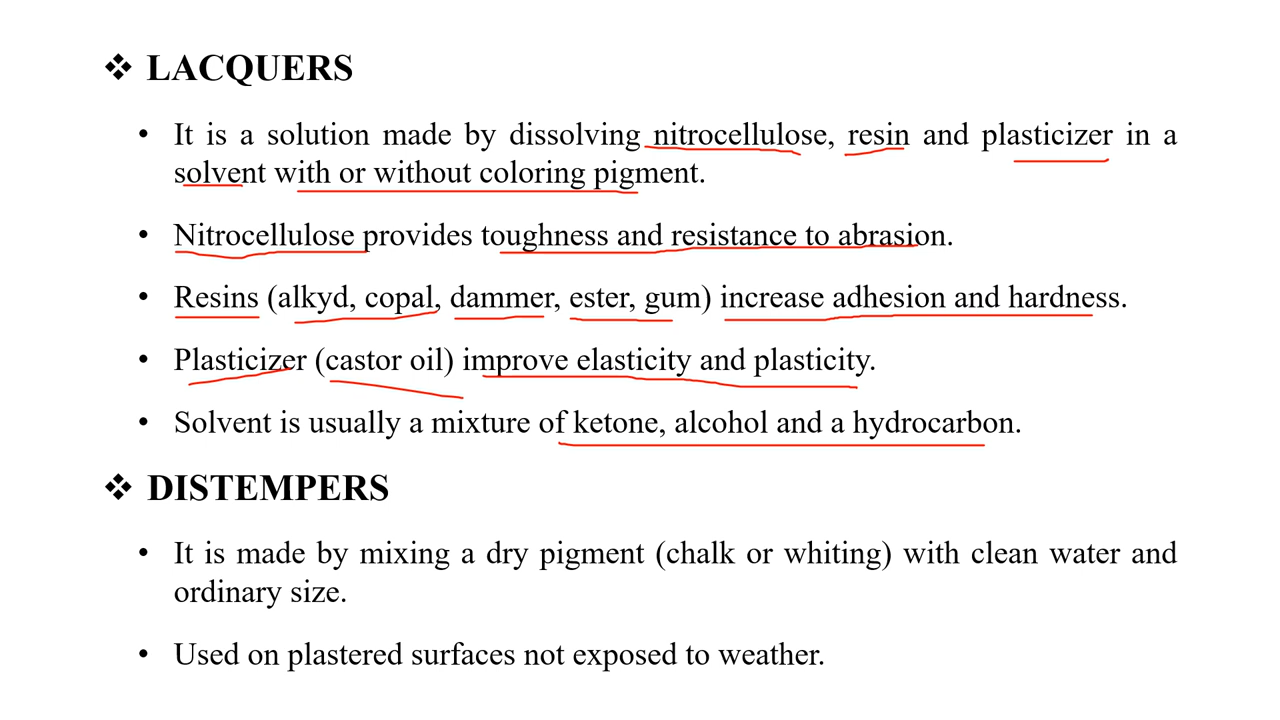 ❖ LACQUERS
• It is a solution made by dissolving nitrocellulose, resin and plasticizer in a
solvent with or without coloring pigment.
• Nitrocellulose provides toughness and resistance to abrasion.
• Resins (alkyd, copal, dammer, ester, gum) increase adhesion and hardness.
• Plasticizer (castor oil) improve elasticity and plasticity.
• Solvent is usually a mixture of ketone, alcohol and a hydrocarbon.
❖ DISTEMPERS
• It is made by mixing a dry pigment (chalk or whiting) with clean water and
ordinary size.
• Used on plastered surfaces not exposed to weather.